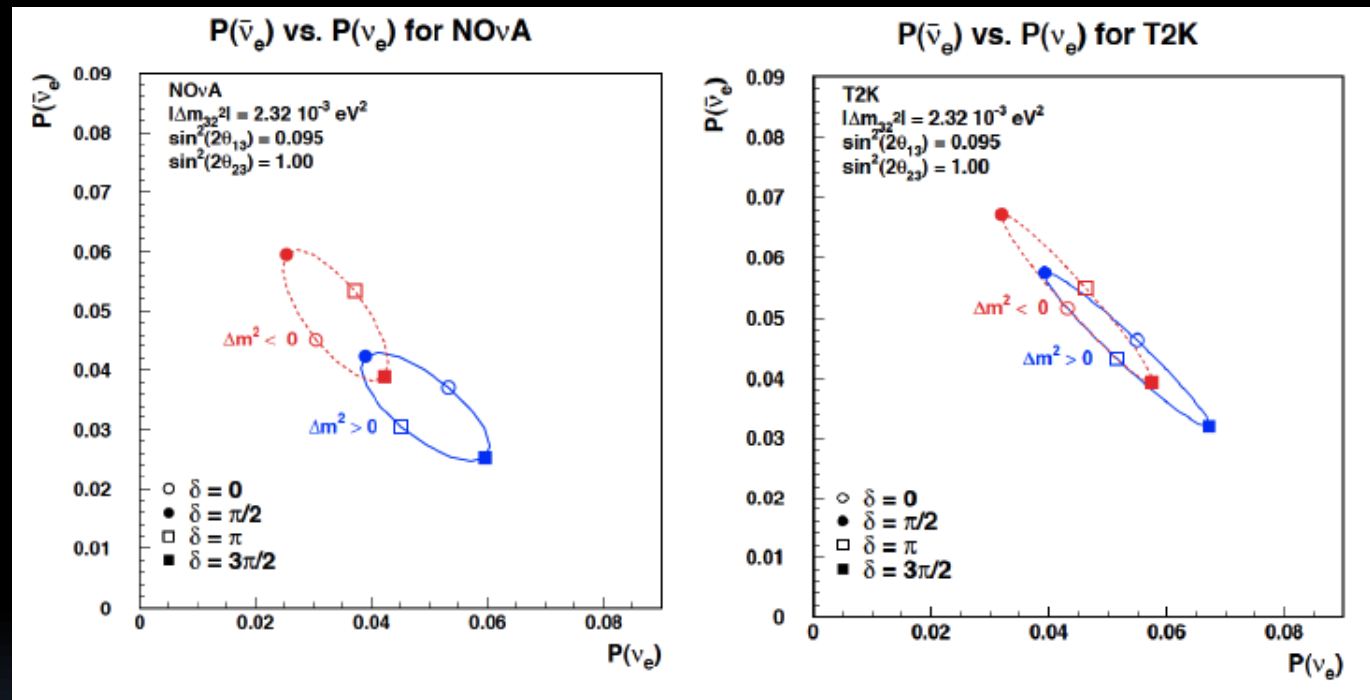 P(ν̄ₑ) vs. P(νₑ) for NOνA
P(ν̄ₑ)
0.09
0.08
0.07
0.06
0.05
0.04
0.03
0.02
0.01
0
NOνA
|Δm₃₂²| = 2.32 10⁻³ eV²
sin²(2θ₁₃) = 0.095
sin²(2θ₂₃) = 1.00
Δm² < 0
Δm² > 0
δ = 0
δ = π/2
δ = π
δ = 3π/2
0 0.02 0.04 0.06 0.08
P(νₑ)
P(ν̄ₑ) vs. P(νₑ) for T2K
P(ν̄ₑ)
0.09
0.08
0.07
0.06
0.05
0.04
0.03
0.02
0.01
0
T2K
|Δm₃₂²| = 2.32 10⁻³ eV²
sin²(2θ₁₃) = 0.095
sin²(2θ₂₃) = 1.00
Δm² < 0
Δm² > 0
δ = 0
δ = π/2
δ = π
δ = 3π/2
0 0.02 0.04 0.06 0.08
P(νₑ)